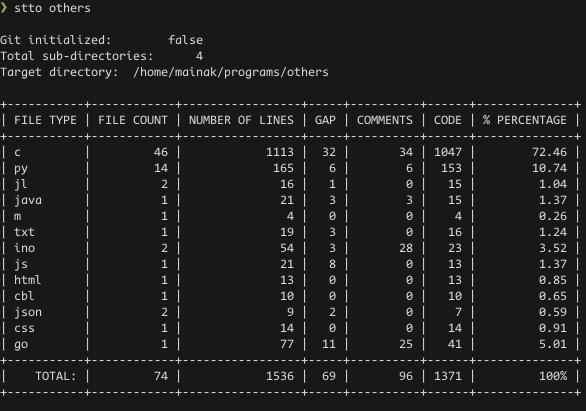 ❯ stto others
Git initialized:        false
Total sub-directories:      4
Target directory:  /home/mainak/programs/others
+-----------+------------+-----------------+-----+----------+------+--------------+
| FILE TYPE | FILE COUNT | NUMBER OF LINES | GAP | COMMENTS | CODE | % PERCENTAGE |
+-----------+------------+-----------------+-----+----------+------+--------------+
| c         |         46 |            1113 |  32 |       34 | 1047 |        72.46 |
| py        |         14 |             165 |   6 |        6 |  153 |        10.74 |
| jl        |          2 |              16 |   1 |        0 |   15 |         1.04 |
| java      |          1 |              21 |   3 |        3 |   15 |         1.37 |
| m         |          1 |               4 |   0 |        0 |    4 |         0.26 |
| txt       |          1 |              19 |   3 |        0 |   16 |         1.24 |
| ino       |          2 |              54 |   3 |       28 |   23 |         3.52 |
| js        |          1 |              21 |   8 |        0 |   13 |         1.37 |
| html      |          1 |              13 |   0 |        0 |   13 |         0.85 |
| cbl       |          1 |              10 |   0 |        0 |   10 |         0.65 |
| json      |          2 |               9 |   2 |        0 |    7 |         0.59 |
| css       |          1 |              14 |   0 |        0 |   14 |         0.91 |
| go        |          1 |              77 |  11 |       25 |   41 |         5.01 |
+-----------+------------+-----------------+-----+----------+------+--------------+
|    TOTAL: |         74 |            1536 |  69 |       96 | 1371 |         100% |
+-----------+------------+-----------------+-----+----------+------+--------------+